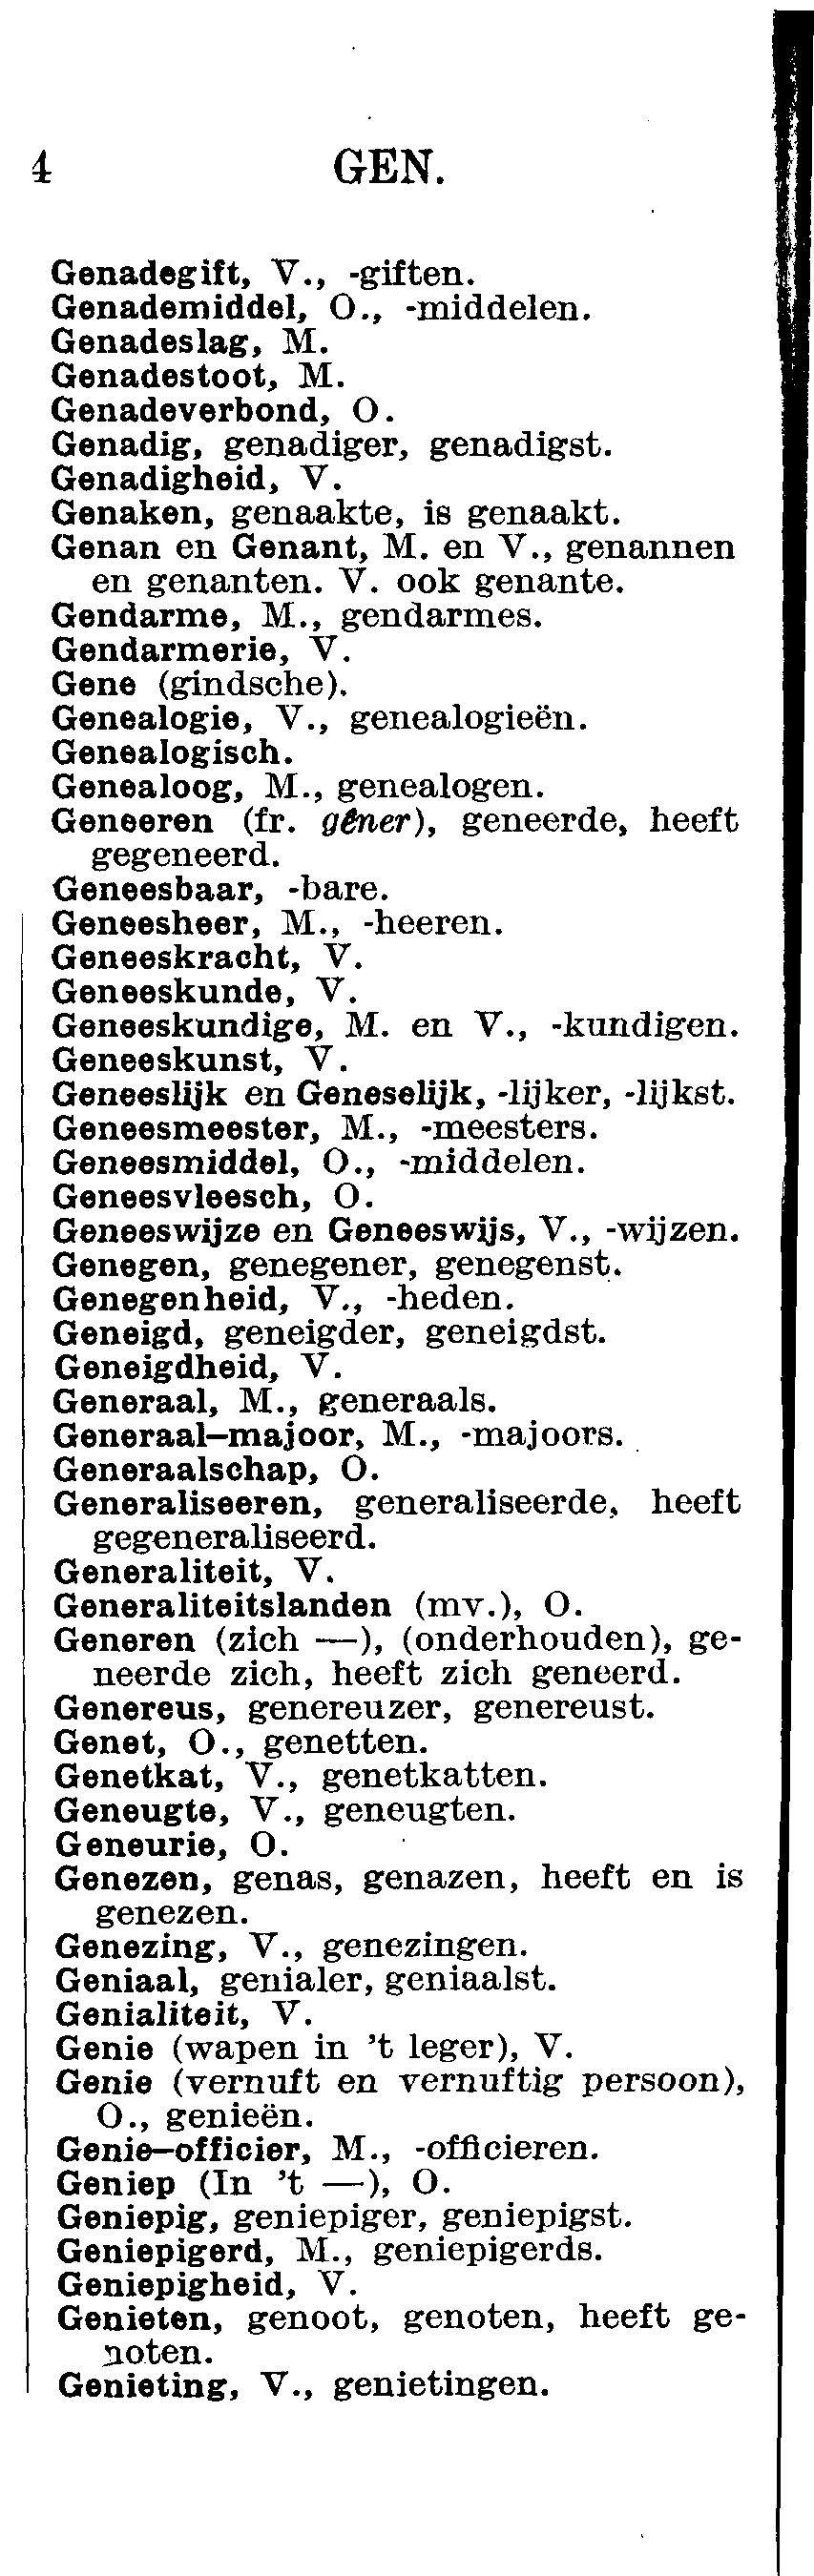 4 GEN.
Genadegift, V., -giften.
Genademiddel, O., -middelen.
Genadeslag, M.
Genadestoot, M.
Genadeverbond, O.
Genadig, genadiger, genadigst.
Genadigheid, V.
Genaken, genaakte, is genaakt.
Genan en Genant, M. en V., genannen
en genanten. V. ook genante.
Gendarme, M., gendarmes.
Gendarmerie, V.
Gene (gindsche).
Genealogie, V., genealogieën.
Genealogisch.
Genealoog, M., genealogen.
Geneeren (fr. gêner), geneerde, heeft
gegeneerd.
Geneesbaar, -bare.
Geneesheer, M., -heeren.
Geneeskracht, V.
Geneeskunde, V.
Geneeskundige, M. en V., -kundigen.
Geneeskunst, V.
Geneeslijk en Geneselijk, -lijker, -lijkst.
Geneesmeester, M., -meesters.
Geneesmiddel, O., -middelen.
Geneesvleesch, O.
Geneeswijze en Geneeswijs, V., -wijzen.
Genegen, genegener, genegenst.
Genegenheid, V., -heden.
Geneigd, geneigder, geneigdst.
Geneigdheid, V.
Generaal, M., generaals.
Generaal-majoor, M., -majoors.
Generaalschap, O.
Generaliseeren, generaliseerde, heeft
gegeneraliseerd.
Generaliteit, V.
Generaliteitslanden (mv.), O.
Generen (zich —), (onderhouden), ge-
neerde zich, heeft zich geneerd.
Genereus, genereuzer, genereust.
Genet, O., genetten.
Genetkat, V., genetkatten.
Geneugte, V., geneugten.
Geneurie, O.
Genezen, genas, genazen, heeft en is
genezen.
Genezing, V., genezingen.
Geniaal, genialer, geniaalst.
Genialiteit, V.
Genie (wapen in 't leger), V.
Genie (vernuft en vernuftig persoon),
O., genieën.
Genie-officier, M., -officieren.
Geniep (In 't —), O.
Geniepig, geniepiger, geniepigst.
Geniepigerd, M., geniepigerds.
Geniepigheid, V.
Genieten, genoot, genoten, heeft ge-
noten.
Genieting, V., genietingen.